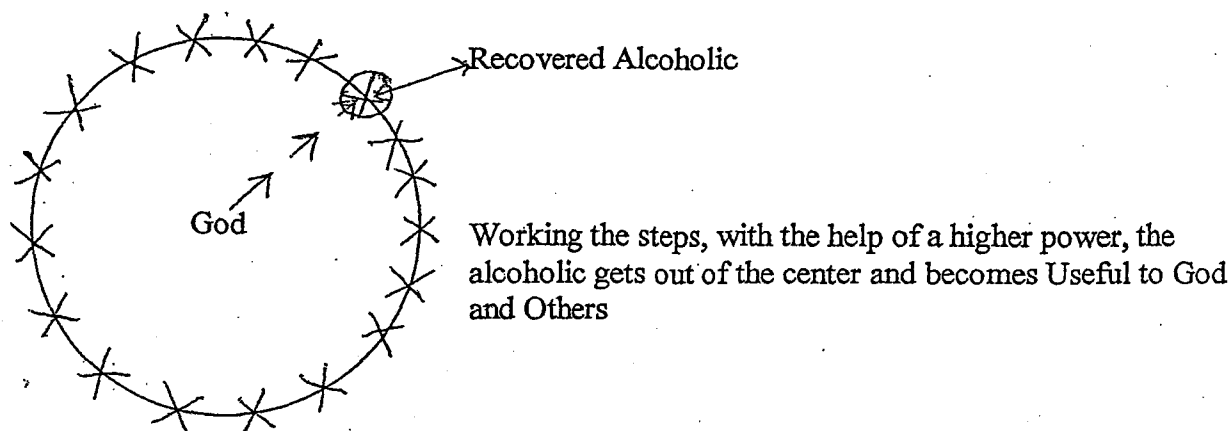 Recovered Alcoholic
God
Working the steps, with the help of a higher power, the
alcoholic gets out of the center and becomes Useful to God
and Others